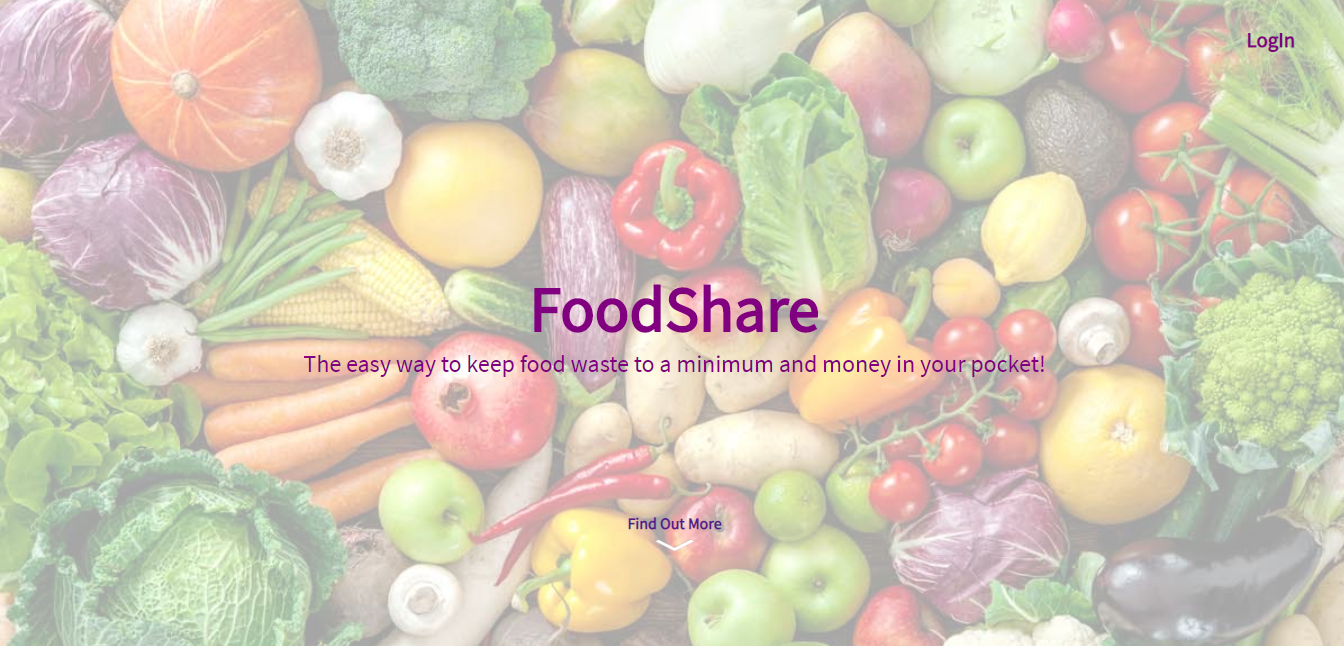 LogIn
FoodShare
The easy way to keep food waste to a minimum and money in your pocket!
Find Out More